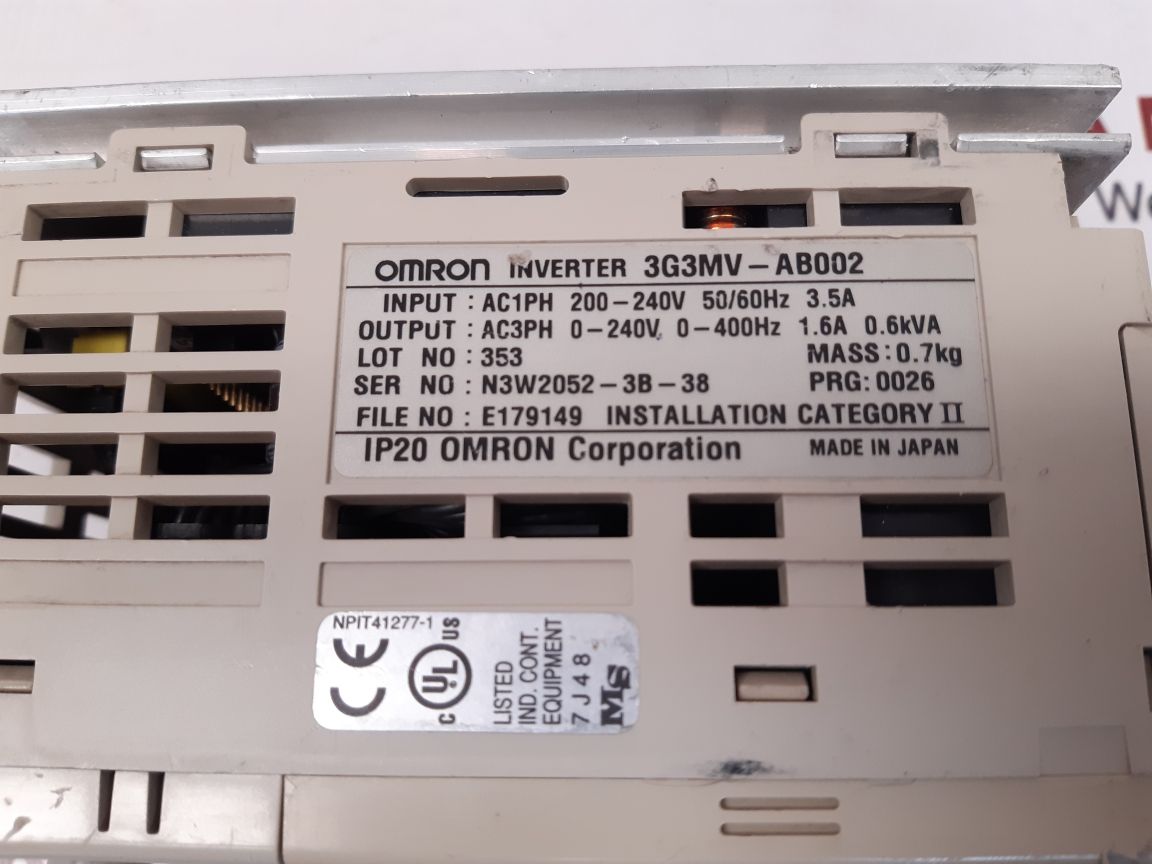 OMRON INVERTER 3G3MV-AB002
INPUT : AC1PH 200-240V 50/60Hz 3.5A
OUTPUT : AC3PH 0-240V, 0-400Hz 1.6A 0.6kVA
LOT NO : 353 MASS : 0.7kg
SER NO : N3W2052-3B-38 PRG : 0026
FILE NO : E179149 INSTALLATION CATEGORY II
IP20 OMRON Corporation MADE IN JAPAN
NPIT41277-1
CE
C UL US
LISTED
IND. CONT.
EQUIPMENT
7J48
MS